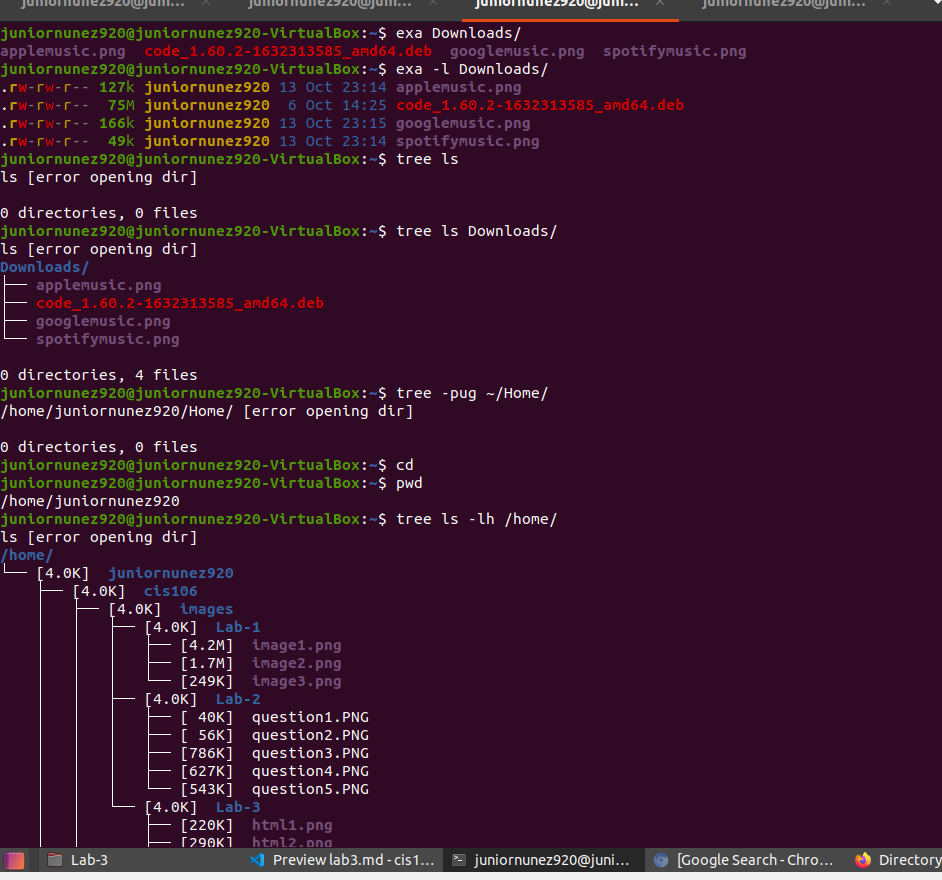 juniornunez920@juni... × juniornunez920@juni... × juniornunez920@juni... × juniornunez920@juni... ×
juniornunez920@juniornunez920-VirtualBox:~$ exa Downloads/
applemusic.png  code_1.60.2-1632313585_amd64.deb  googlemusic.png  spotifymusic.png
juniornunez920@juniornunez920-VirtualBox:~$ exa -l Downloads/
.rw-rw-r-- 127k juniornunez920 13 Oct 23:14 applemusic.png
.rw-rw-r--  75M juniornunez920  6 Oct 14:25 code_1.60.2-1632313585_amd64.deb
.rw-rw-r-- 166k juniornunez920 13 Oct 23:15 googlemusic.png
.rw-rw-r--  49k juniornunez920 13 Oct 23:14 spotifymusic.png
juniornunez920@juniornunez920-VirtualBox:~$ tree ls
ls [error opening dir]
0 directories, 0 files
juniornunez920@juniornunez920-VirtualBox:~$ tree ls Downloads/
ls [error opening dir]
Downloads/
├── applemusic.png
├── code_1.60.2-1632313585_amd64.deb
├── googlemusic.png
└── spotifymusic.png
0 directories, 4 files
juniornunez920@juniornunez920-VirtualBox:~$ tree -pug ~/Home/
/home/juniornunez920/Home/ [error opening dir]
0 directories, 0 files
juniornunez920@juniornunez920-VirtualBox:~$ cd
juniornunez920@juniornunez920-VirtualBox:~$ pwd
/home/juniornunez920
juniornunez920@juniornunez920-VirtualBox:~$ tree ls -lh /home/
ls [error opening dir]
/home/
└── [4.0K]  juniornunez920
    ├── [4.0K]  cis106
    │   ├── [4.0K]  images
    │   │   ├── [4.0K]  Lab-1
    │   │   │   ├── [4.2M]  image1.png
    │   │   │   ├── [1.7M]  image2.png
    │   │   │   └── [249K]  image3.png
    │   │   ├── [4.0K]  Lab-2
    │   │   │   ├── [ 40K]  question1.PNG
    │   │   │   ├── [ 56K]  question2.PNG
    │   │   │   ├── [786K]  question3.PNG
    │   │   │   ├── [627K]  question4.PNG
    │   │   │   └── [543K]  question5.PNG
    │   │   └── [4.0K]  Lab-3
    │   │       ├── [220K]  html1.png
    │   │       ├── [290K]  html2.png
Lab-3  Preview lab3.md - cis1...  juniornunez920@juni...  [Google Search - Chro...  Directory